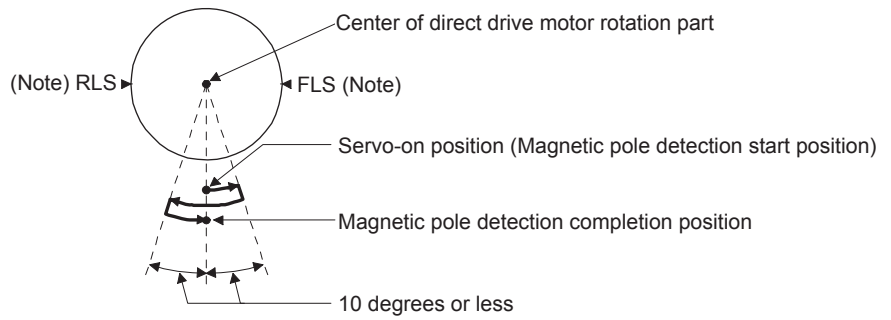 Center of direct drive motor rotation part
(Note) RLS
FLS (Note)
Servo-on position (Magnetic pole detection start position)
Magnetic pole detection completion position
10 degrees or less